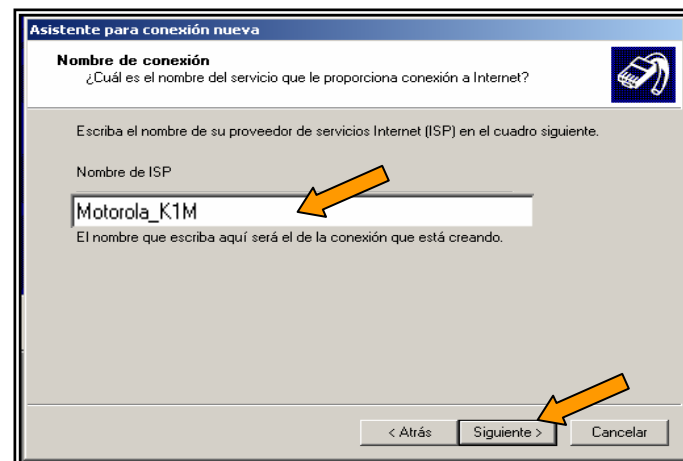 Asistente para conexión nueva
Nombre de conexión
¿Cuál es el nombre del servicio que le proporciona conexión a Internet?
Escriba el nombre de su proveedor de servicios Internet (ISP) en el cuadro siguiente.
Nombre de ISP
Motorola_K1M
El nombre que escriba aquí será el de la conexión que está creando.
< Atrás Siguiente > Cancelar